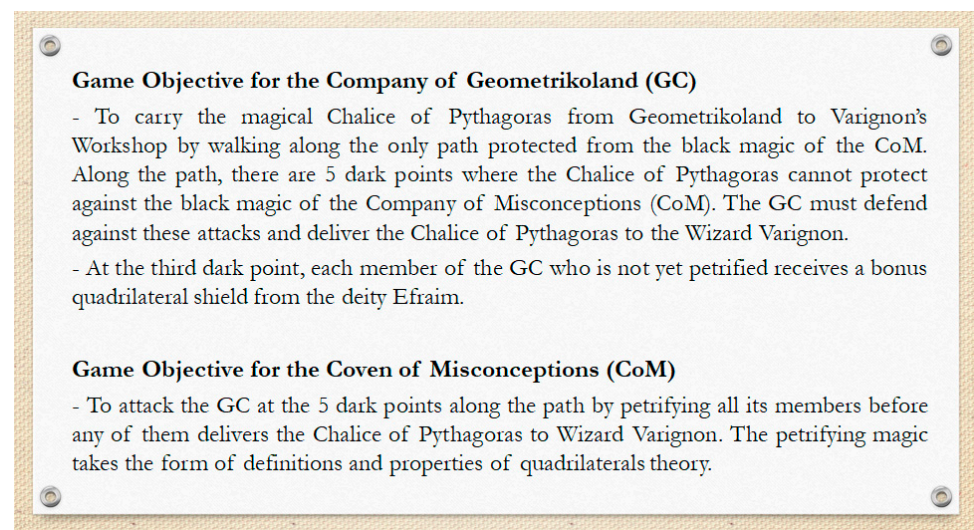 Game Objective for the Company of Geometrikoland (GC)
- To carry the magical Chalice of Pythagoras from Geometrikoland to Varignon’s
Workshop by walking along the only path protected from the black magic of the CoM.
Along the path, there are 5 dark points where the Chalice of Pythagoras cannot protect
against the black magic of the Company of Misconceptions (CoM). The GC must defend
against these attacks and deliver the Chalice of Pythagoras to the Wizard Varignon.
- At the third dark point, each member of the GC who is not yet petrified receives a bonus
quadrilateral shield from the deity Efraim.
Game Objective for the Coven of Misconceptions (CoM)
- To attack the GC at the 5 dark points along the path by petrifying all its members before
any of them delivers the Chalice of Pythagoras to Wizard Varignon. The petrifying magic
takes the form of definitions and properties of quadrilaterals theory.